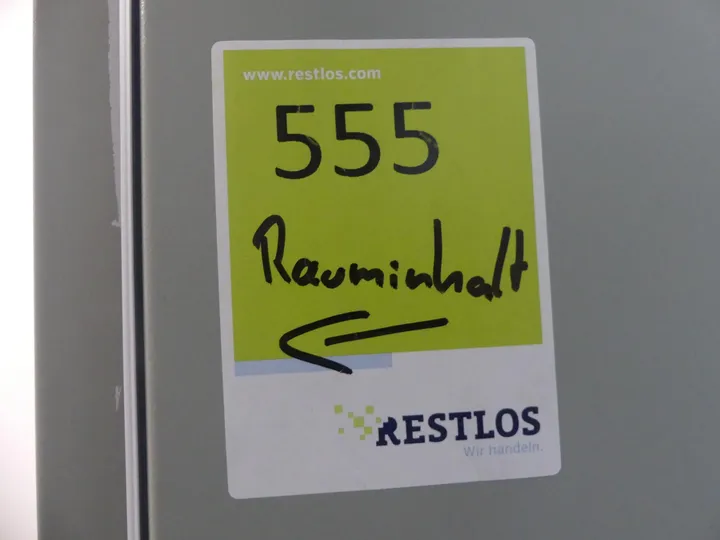 www.restlos.com
555
Rauminhalt
RESTLOS
Wir handeln.